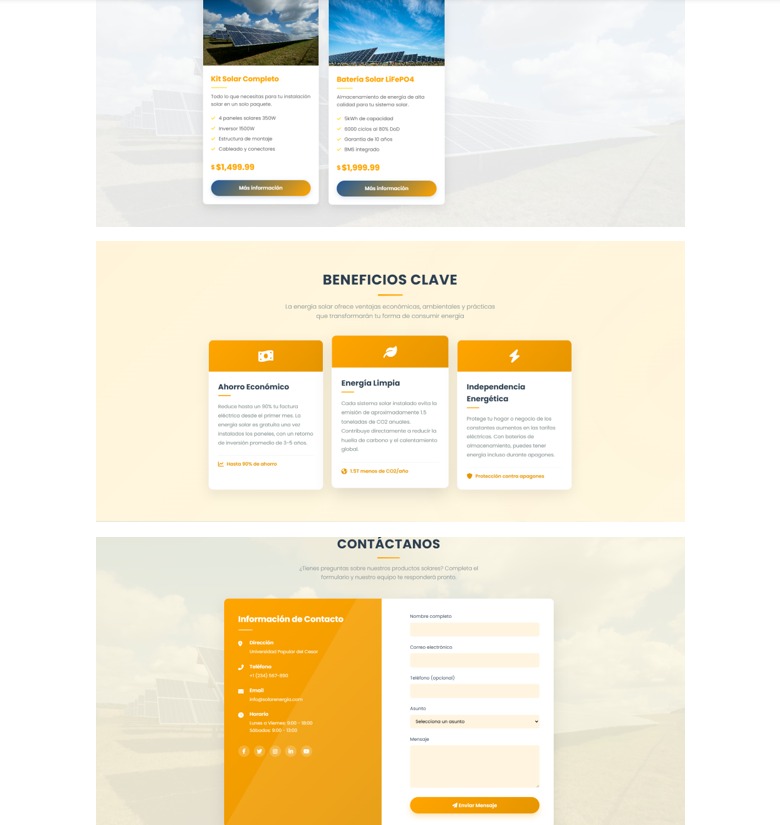 Kit Solar Completo
Todo lo que necesitas para tu instalación
solar en un solo paquete.
4 paneles solares 350W
Inversor 1500W
Estructura de montaje
Cableado y conectores
$ $1,499.99
Más información
Batería Solar LiFePO4
Almacenamiento de energía de alta
calidad para tu sistema solar.
5kWh de capacidad
6000 ciclos al 80% DoD
Garantía de 10 años
BMS integrado
$ $1,999.99
Más información
BENEFICIOS CLAVE
La energía solar ofrece ventajas económicas, ambientales y prácticas
que transformarán tu forma de consumir energía
Ahorro Económico
Reduce hasta un 90% tu factura
eléctrica desde el primer mes. La
energía solar es gratuita una vez
instalados los paneles, con un retorno
de inversión promedio de 3-5 años.
Hasta 90% de ahorro
Energía Limpia
Cada sistema solar instalado evita la
emisión de aproximadamente 1.5
toneladas de CO2 anuales.
Contribuye directamente a reducir la
huella de carbono y el calentamiento
global.
1.5T menos de CO2/año
Independencia
Energética
Protege tu hogar o negocio de los
constantes aumentos en las tarifas
eléctricas. Con baterías de
almacenamiento, puedes tener
energía incluso durante apagones.
Protección contra apagones
CONTÁCTANOS
¿Tienes preguntas sobre nuestros productos solares? Completa el
formulario y nuestro equipo te responderá pronto.
Información de Contacto
Dirección
Universidad Popular del Cesar
Teléfono
Email
info@solarenergia.com
Horario
Lunes a Viernes: 9:00 - 18:00
Sábados: 9:00 - 13:00
Nombre completo
Correo electrónico
Teléfono (opcional)
Asunto
Selecciona un asunto
Mensaje
Enviar Mensaje